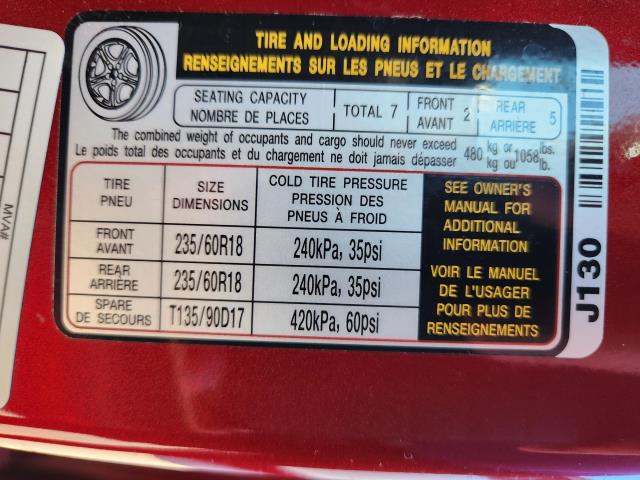 TIRE AND LOADING INFORMATION
RENSEIGNEMENTS SUR LES PNEUS ET LE CHARGEMENT
SEATING CAPACITY
NOMBRE DE PLACES
TOTAL 7
FRONT
AVANT 2
REAR
ARRIÈRE 5
The combined weight of occupants and cargo should never exceed 480 kg or 1058 lbs.
Le poids total des occupants et du chargement ne doit jamais dépasser kg ou lb.
TIRE
PNEU
SIZE
DIMENSIONS
COLD TIRE PRESSURE
PRESSION DES
PNEUS À FROID
FRONT
AVANT
235/60R18
240kPa, 35psi
REAR
ARRIÈRE
235/60R18
240kPa, 35psi
SPARE
DE SECOURS
T135/90D17
420kPa, 60psi
SEE OWNER'S
MANUAL FOR
ADDITIONAL
INFORMATION
VOIR LE MANUEL
DE L'USAGER
POUR PLUS DE
RENSEIGNEMENTS
J130
MVA#